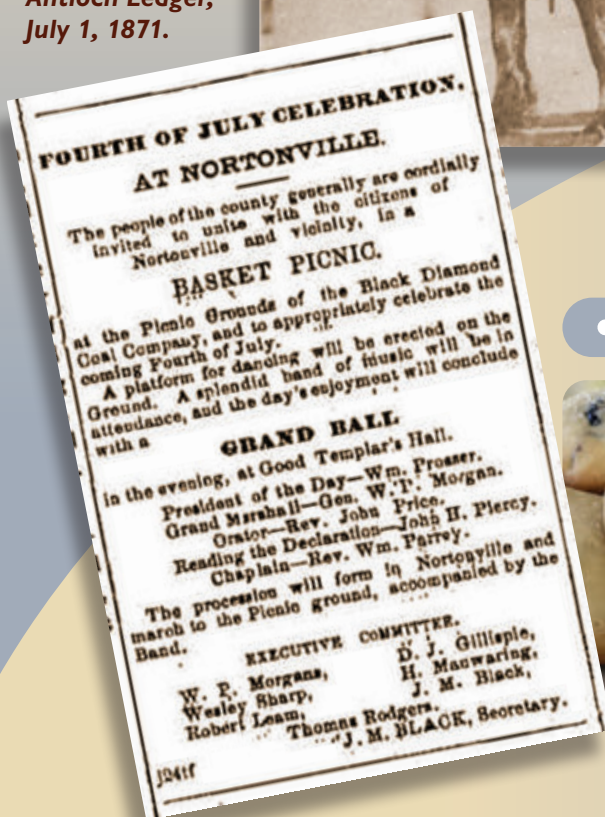 Antioch Ledger,
July 1, 1871.
FOURTH OF JULY CELEBRATION.
AT NORTONVILLE.
The people of the county generally are cordially
invited to unite with the citizens of
Nortonville and vicinity, in a
BASKET PICNIC.
at the Picnic Grounds of the Black Diamond
Coal Company, and to appropriately celebrate the
coming Fourth of July.
A platform for dancing will be erected on the
Ground. A splendid band of music will be in
attendance, and the day's enjoyment will conclude
with a
GRAND BALL
in the evening, at Good Templar's Hall.
President of the Day—Wm. Prosser.
Grand Marshall—Gen. W. T. Morgan.
Orator—Rev. John Price.
Reading the Declaration—John H. Piercy.
Chaplain—Rev. Wm. Parrey.
The procession will form in Nortonville and
march to the Picnic ground, accompanied by the
Band.
EXECUTIVE COMMITTEE.
W. E. Morgans, D. J. Gillispie,
Wesley Sharp, H. Manwaring,
Robert Leam, J. M. Black,
Thomas Rodgers.
J. M. BLACK, Secretary.
j24tf